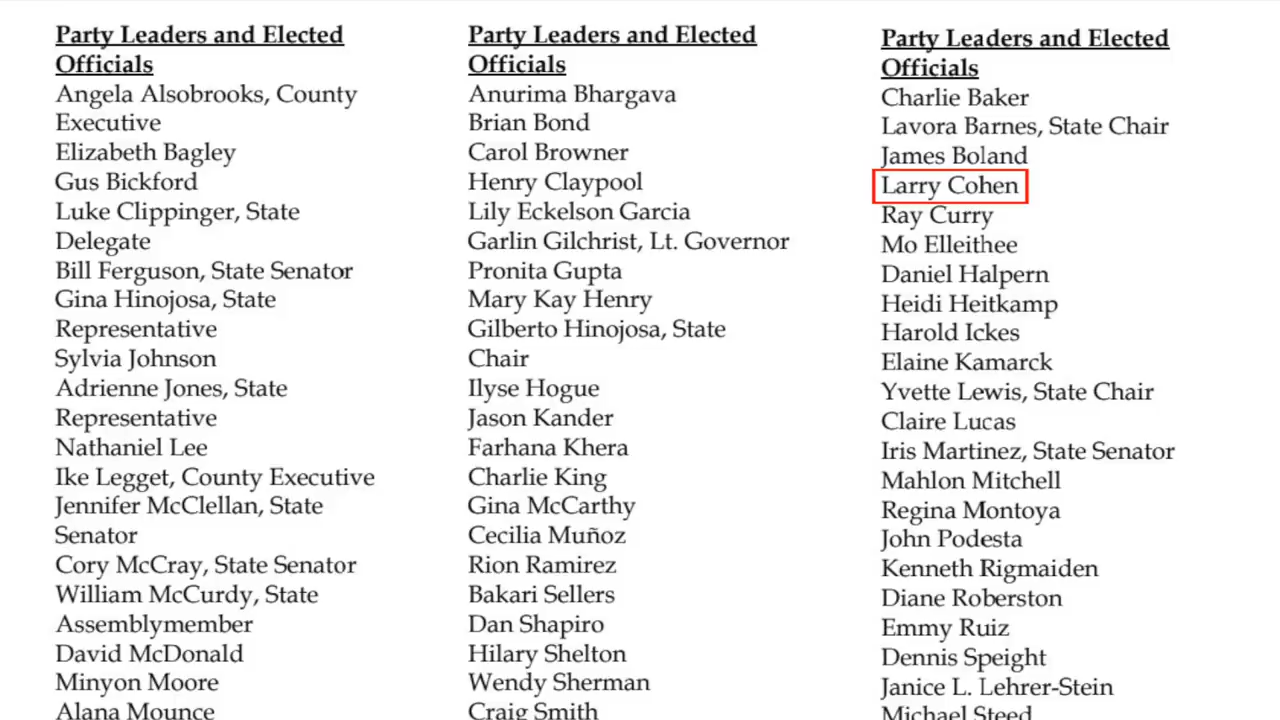 Party Leaders and Elected
Officials
Angela Alsobrooks, County
Executive
Elizabeth Bagley
Gus Bickford
Luke Clippinger, State
Delegate
Bill Ferguson, State Senator
Gina Hinojosa, State
Representative
Sylvia Johnson
Adrienne Jones, State
Representative
Nathaniel Lee
Ike Legget, County Executive
Jennifer McClellan, State
Senator
Cory McCray, State Senator
William McCurdy, State
Assemblymember
David McDonald
Minyon Moore
Alana Mounce
Party Leaders and Elected
Officials
Anurima Bhargava
Brian Bond
Carol Browner
Henry Claypool
Lily Eckelson Garcia
Garlin Gilchrist, Lt. Governor
Pronita Gupta
Mary Kay Henry
Gilberto Hinojosa, State
Chair
Ilyse Hogue
Jason Kander
Farhana Khera
Charlie King
Gina McCarthy
Cecilia Muñoz
Rion Ramirez
Bakari Sellers
Dan Shapiro
Hilary Shelton
Wendy Sherman
Craig Smith
Party Leaders and Elected
Officials
Charlie Baker
Lavora Barnes, State Chair
James Boland
Larry Cohen
Ray Curry
Mo Elleithee
Daniel Halpern
Heidi Heitkamp
Harold Ickes
Elaine Kamarck
Yvette Lewis, State Chair
Claire Lucas
Iris Martinez, State Senator
Mahlon Mitchell
Regina Montoya
John Podesta
Kenneth Rigmaiden
Diane Roberston
Emmy Ruiz
Dennis Speight
Janice L. Lehrer-Stein
Michael Steed